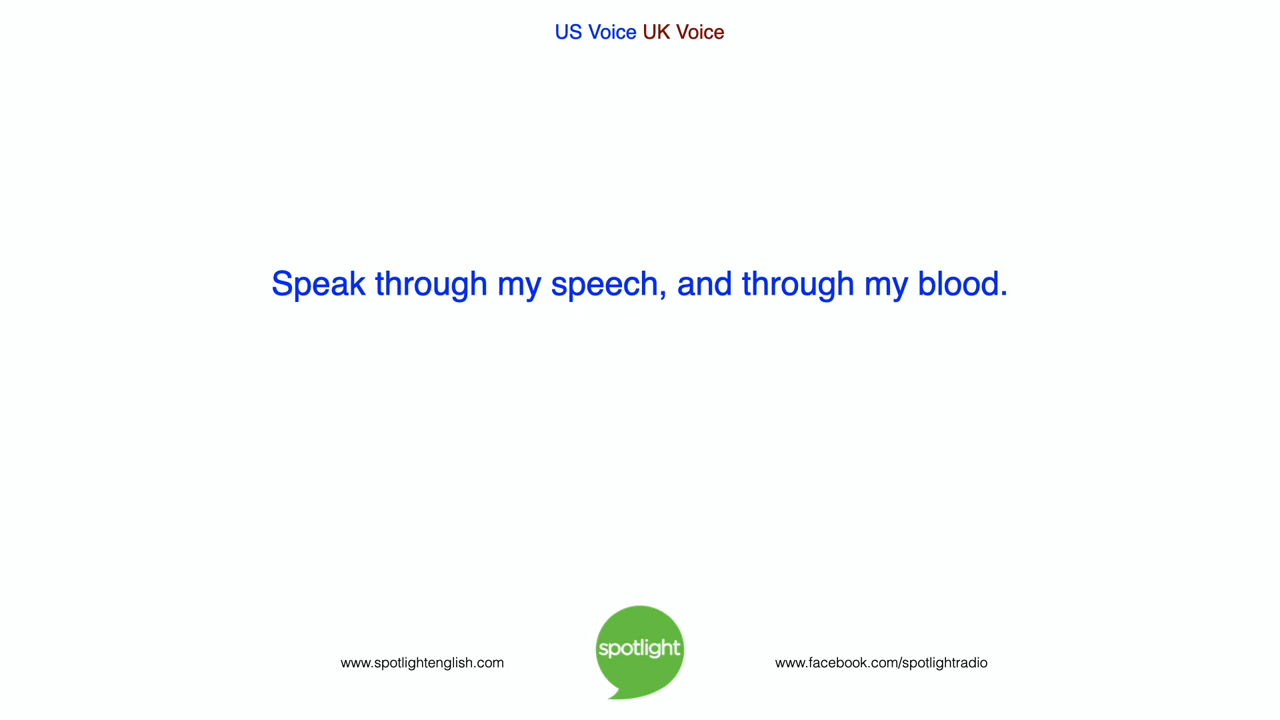 US Voice UK Voice
Speak through my speech, and through my blood.
spotlight
www.spotlightenglish.com
www.facebook.com/spotlightradio